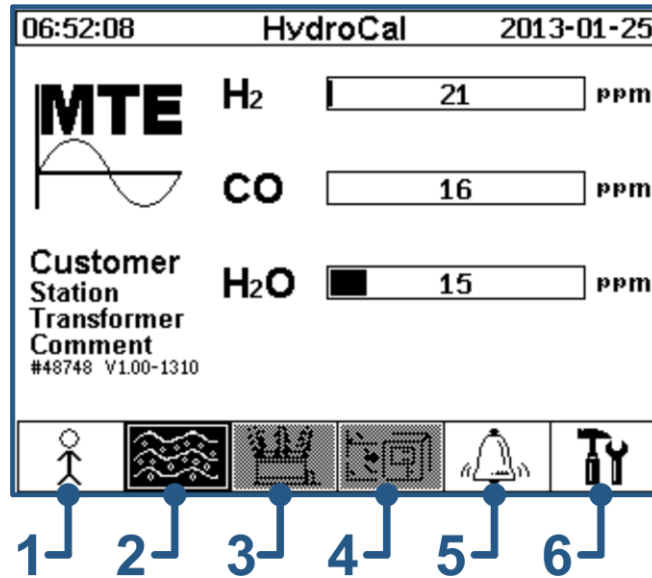 06:52:08 HydroCal 2013-01-25
MTE
H2 21 ppm
CO 16 ppm
H2O 15 ppm
Customer
Station
Transformer
Comment
#48748 V1.00-1310
1 2 3 4 5 6